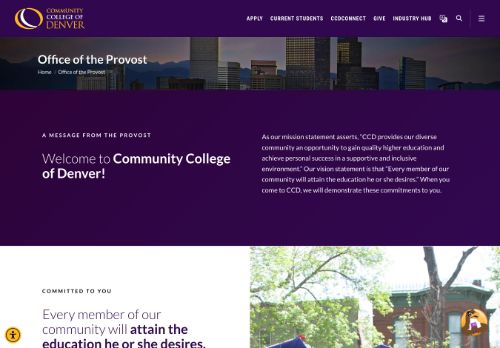 COMMUNITY
COLLEGE OF
DENVER
APPLY CURRENT STUDENTS CCDCONNECT GIVE INDUSTRY HUB
Office of the Provost
Home / Office of the Provost
A MESSAGE FROM THE PROVOST
Welcome to Community College
of Denver!
As our mission statement asserts, "CCD provides our diverse
community an opportunity to gain quality higher education and
achieve personal success in a supportive and inclusive
environment." Our vision statement is that "Every member of our
community will attain the education he or she desires." When you
come to CCD, we will demonstrate these commitments to you.
COMMITTED TO YOU
Every member of our
community will attain the
education he or she desires.